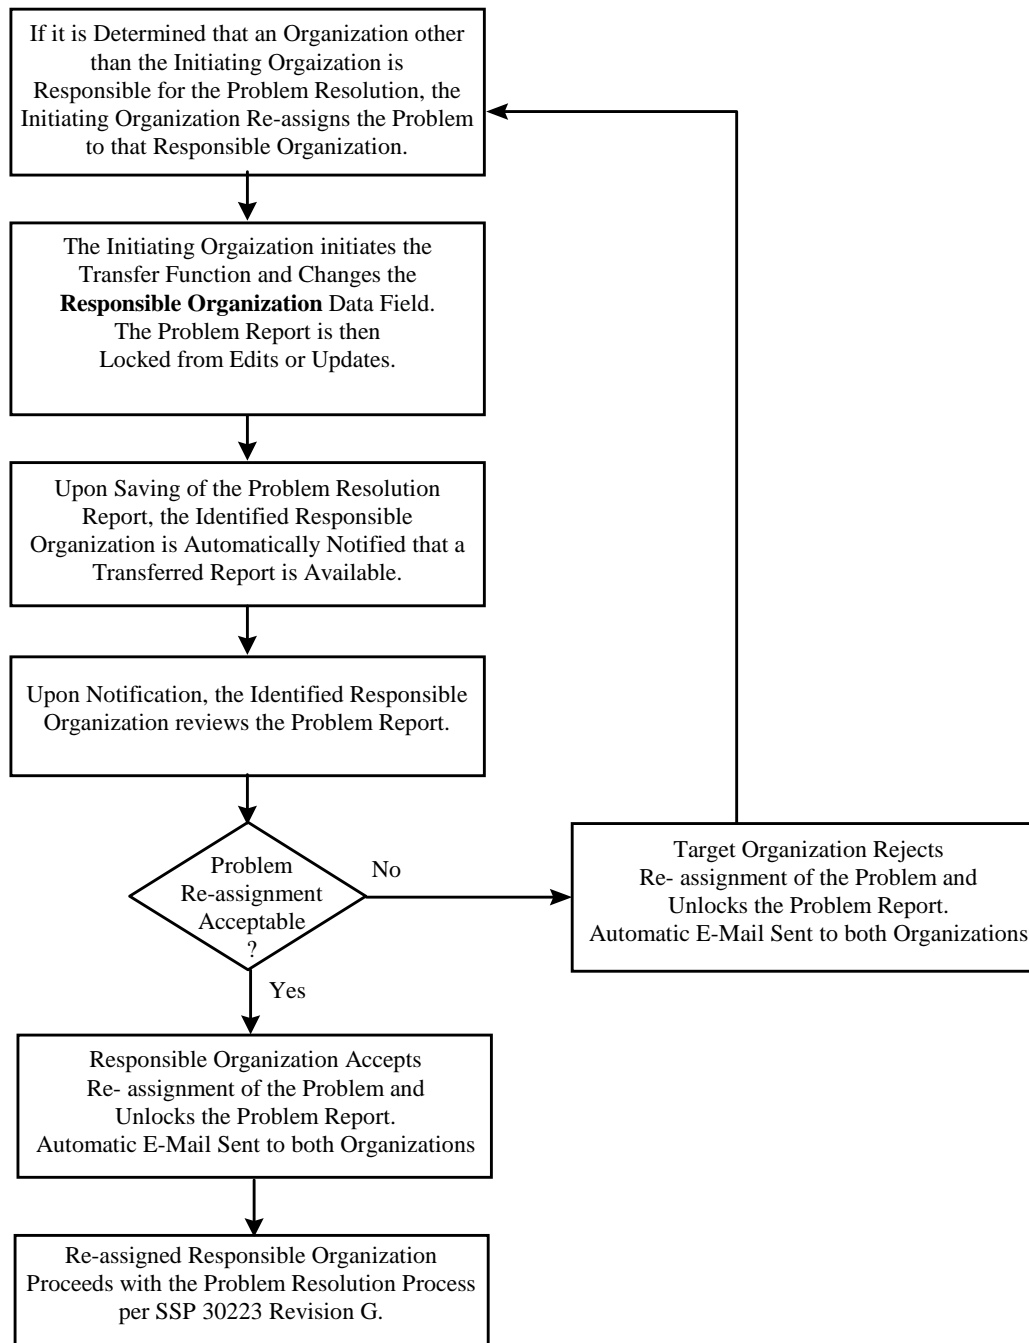 If it is Determined that an Organization other
than the Initiating Orgaization is
Responsible for the Problem Resolution, the
Initiating Organization Re-assigns the Problem
to that Responsible Organization.
The Initiating Orgaization initiates the
Transfer Function and Changes the
Responsible Organization Data Field.
The Problem Report is then
Locked from Edits or Updates.
Upon Saving of the Problem Resolution
Report, the Identified Responsible
Organization is Automatically Notified that a
Transferred Report is Available.
Upon Notification, the Identified Responsible
Organization reviews the Problem Report.
Problem
Re-assignment
Acceptable
?
No
Target Organization Rejects
Re- assignment of the Problem and
Unlocks the Problem Report.
Automatic E-Mail Sent to both Organizations
Yes
Responsible Organization Accepts
Re- assignment of the Problem and
Unlocks the Problem Report.
Automatic E-Mail Sent to both Organizations
Re-assigned Responsible Organization
Proceeds with the Problem Resolution Process
per SSP 30223 Revision G.